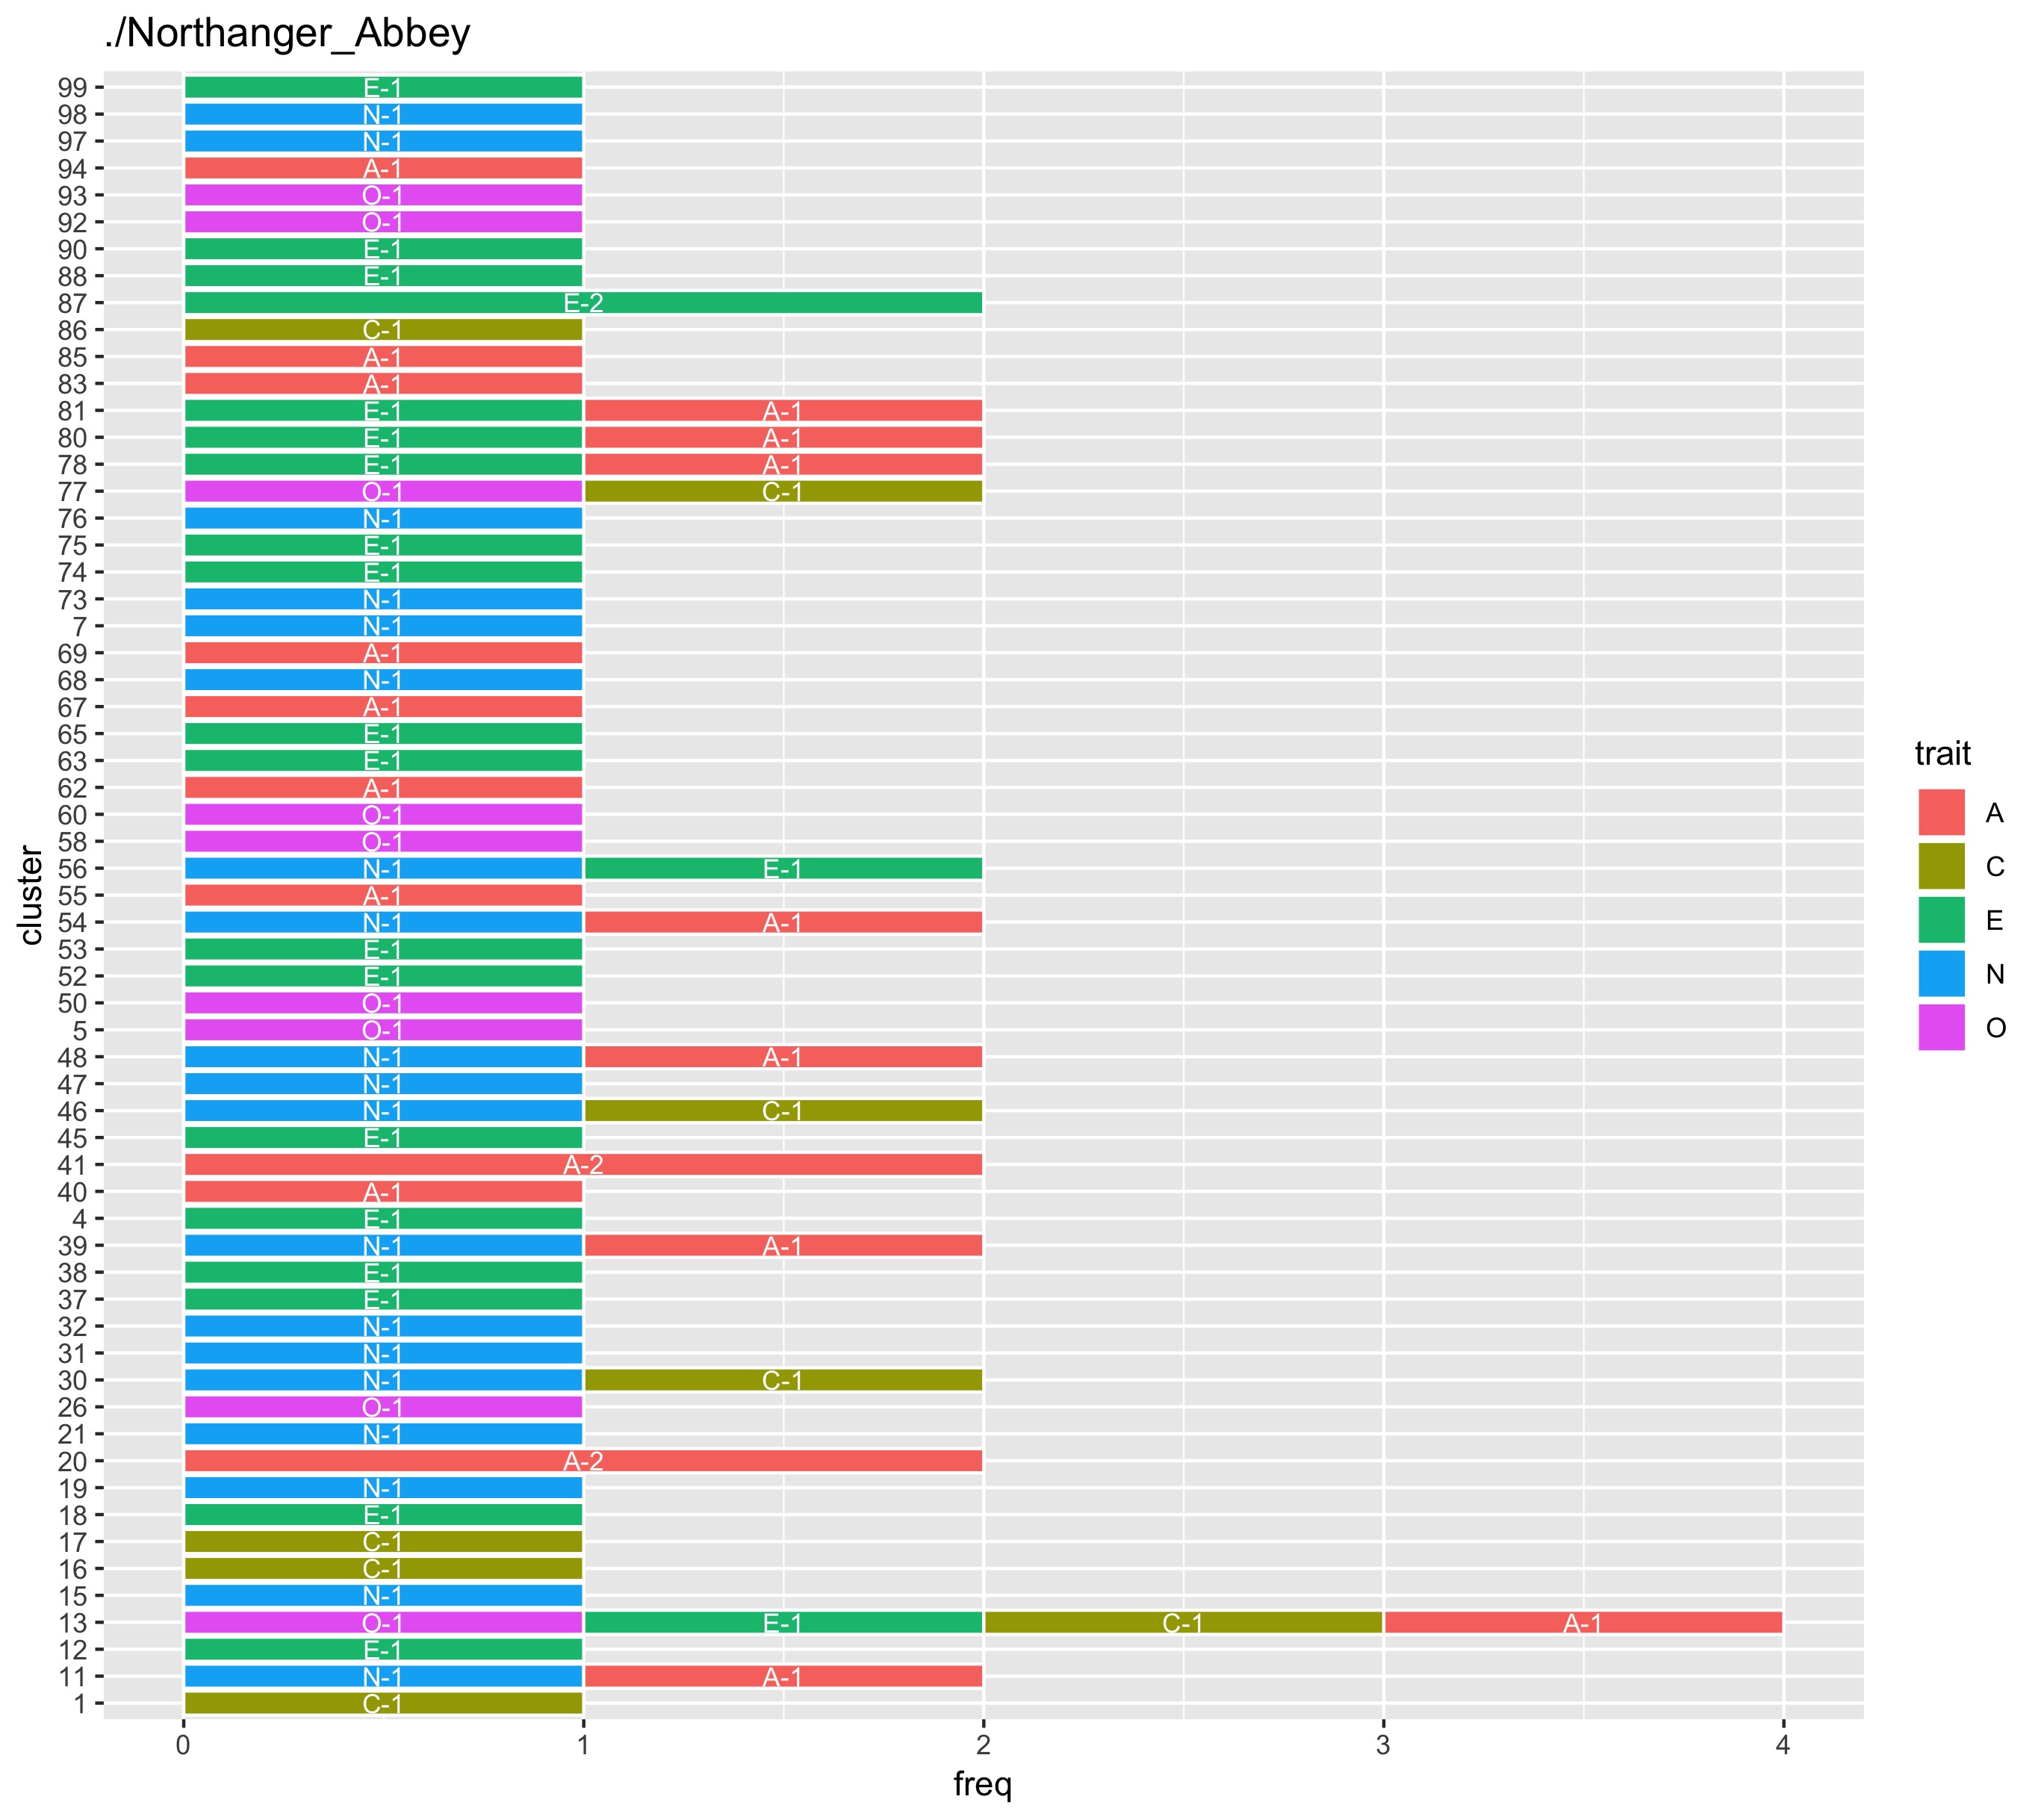 ./Northanger_Abbey
99 E-1
98 N-1
97 N-1
94 A-1
93 O-1
92 O-1
90 E-1
88 E-1
87 E-2
86 C-1
85 A-1
83 A-1
81 E-1 A-1
80 E-1 A-1
78 E-1 A-1
77 O-1 C-1
76 N-1
75 E-1
74 E-1
73 N-1
7 N-1
69 A-1
68 N-1
67 A-1
65 E-1
63 E-1
62 A-1
60 O-1
58 O-1
56 N-1 E-1
55 A-1
54 N-1 A-1
53 E-1
52 E-1
50 O-1
5 O-1
48 N-1 A-1
47 N-1
46 N-1 C-1
45 E-1
41 A-2
40 A-1
4 E-1
39 N-1 A-1
38 E-1
37 E-1
32 N-1
31 N-1
30 N-1 C-1
26 O-1
21 N-1
20 A-2
19 N-1
18 E-1
17 C-1
16 C-1
15 N-1
13 O-1 E-1 C-1 A-1
12 E-1
11 N-1 A-1
1 C-1
0 1 2 3 4
freq
cluster
trait
A
C
E
N
O